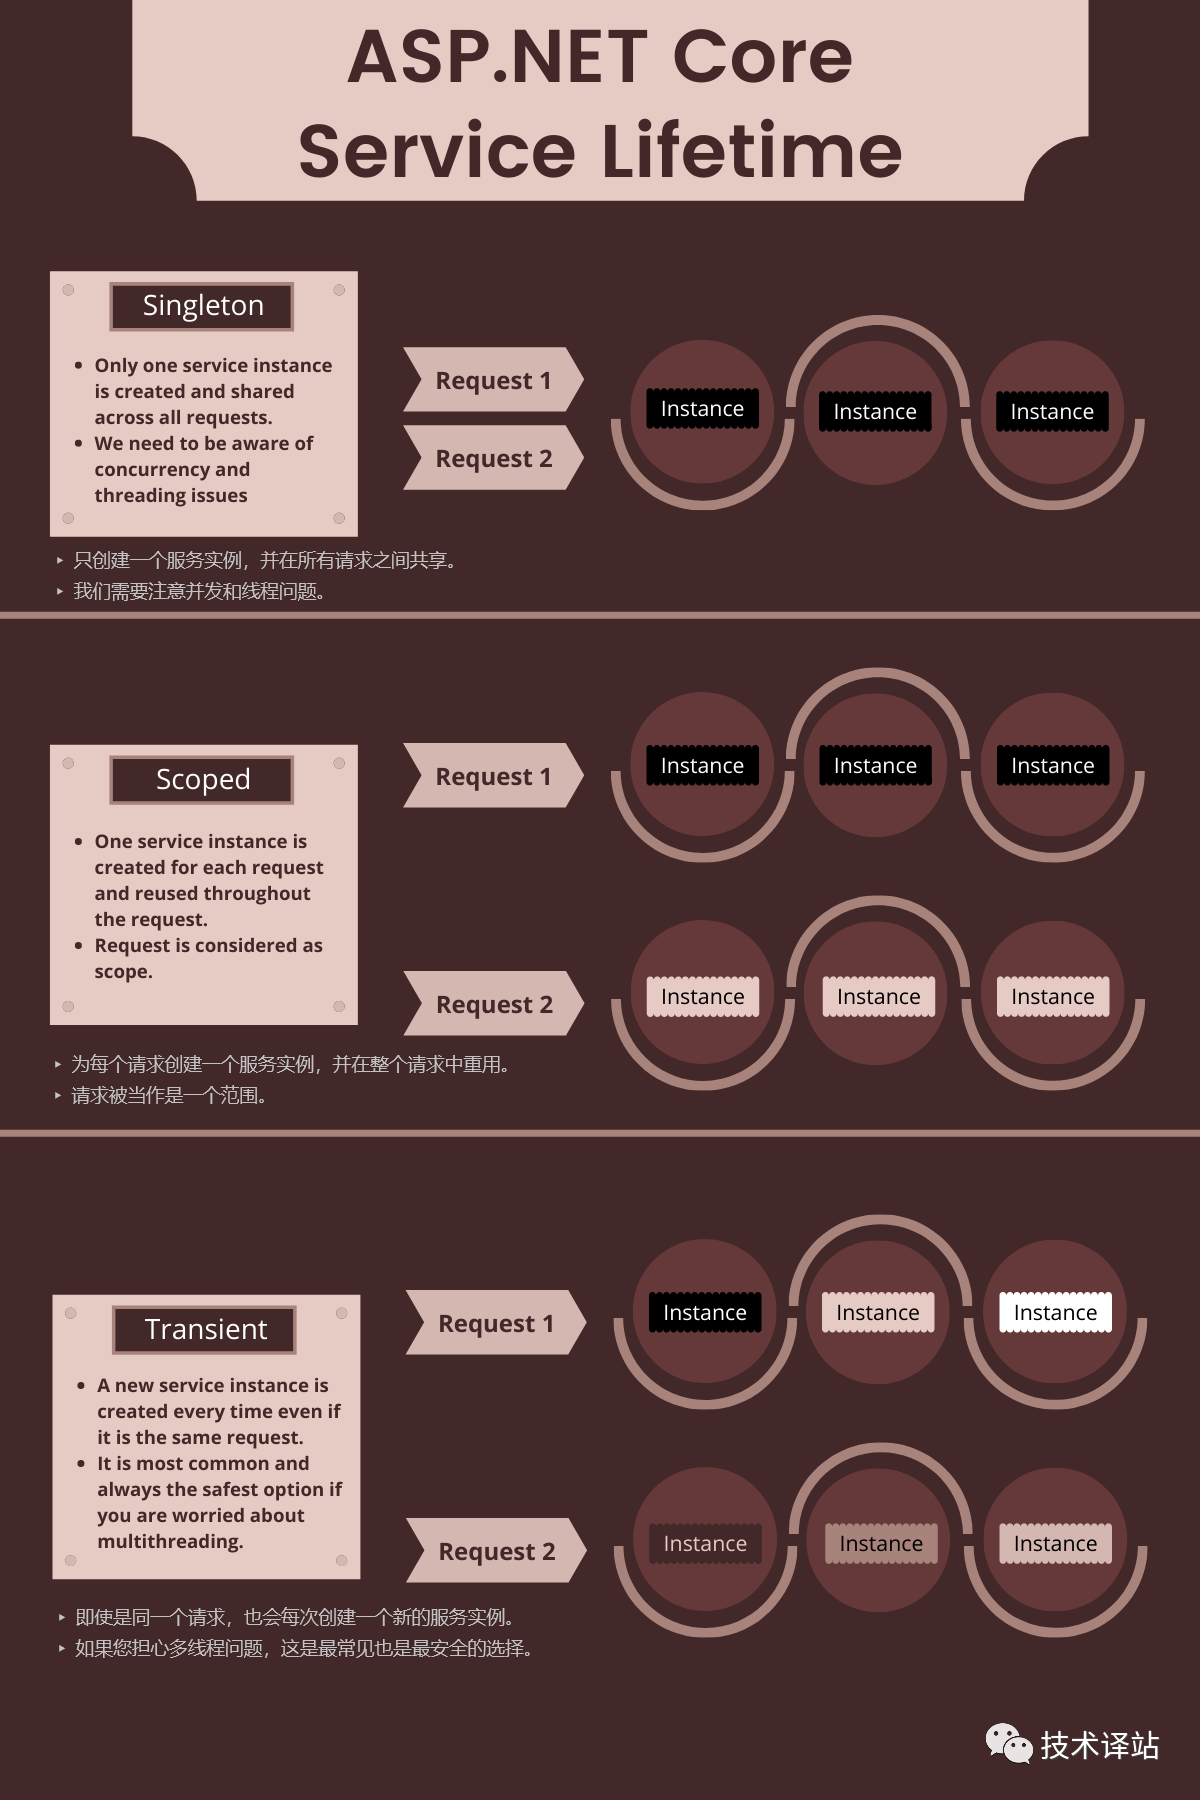 ASP.NET Core
Service Lifetime
Singleton
• Only one service instance
is created and shared
across all requests.
• We need to be aware of
concurrency and
threading issues
Request 1
Request 2
Instance
Instance
Instance
‣ 只创建一个服务实例，并在所有请求之间共享。
‣ 我们需要注意并发和线程问题。
Scoped
• One service instance is
created for each request
and reused throughout
the request.
• Request is considered as
scope.
Request 1
Instance
Instance
Instance
Request 2
Instance
Instance
Instance
‣ 为每个请求创建一个服务实例，并在整个请求中重用。
‣ 请求被当作是一个范围。
Transient
• A new service instance is
created every time even if
it is the same request.
• It is most common and
always the safest option if
you are worried about
multithreading.
Request 1
Instance
Instance
Instance
Request 2
Instance
Instance
Instance
‣ 即使是同一个请求，也会每次创建一个新的服务实例。
‣ 如果您担心多线程问题，这是最常见也是最安全的选择。
技术译站